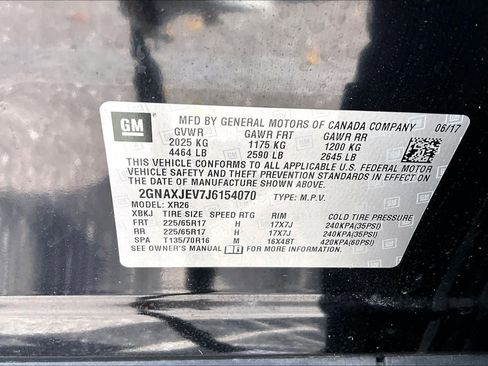 GM
MFD BY GENERAL MOTORS OF CANADA COMPANY 06/17
GVWR GAWR FRT GAWR RR
2025 KG 1175 KG 1200 KG
4464 LB 2590 LB 2645 LB
THIS VEHICLE CONFORMS TO ALL APPLICABLE U.S. FEDERAL MOTOR
VEHICLE SAFETY AND THEFT PREVENTION STANDARDS IN
EFFECT ON THE DATE OF MANUFACTURE SHOWN ABOVE.
2GNAXJEV7J6154070 TYPE: M.P.V.
MODEL: XR26
XBKJ TIRE SIZE SPEED RTG RIM COLD TIRE PRESSURE
FRT 225/65R17 H 17X7J 240KPA(35PSI)
RR 225/65R17 H 17X7J 240KPA(35PSI)
SPA T135/70R16 M 16X4BT 420KPA(60PSI)
SEE OWNER'S MANUAL FOR MORE INFORMATION